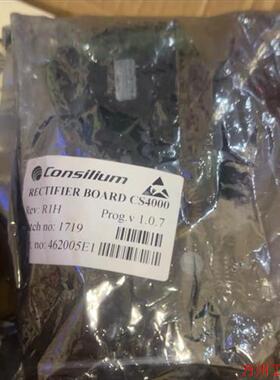 Consilium
RECTIFIER BOARD CS4000
Rev: R1H
Prog.v 1.0.7
tch no: 1719
t. no: 462005E1